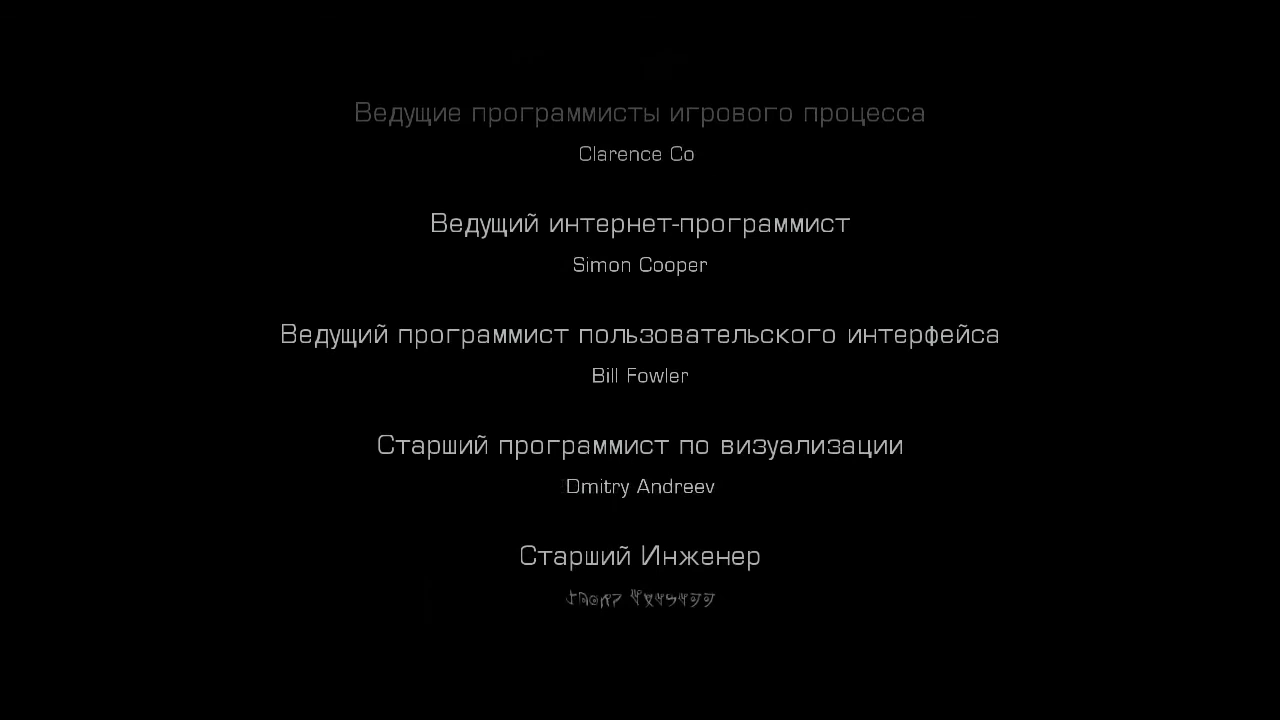 Ведущие программисты игрового процесса
Clarence Co
Ведущий интернет-программист
Simon Cooper
Ведущий программист пользовательского интерфейса
Bill Fowler
Старший программист по визуализации
Dmitry Andreev
Старший Инженер